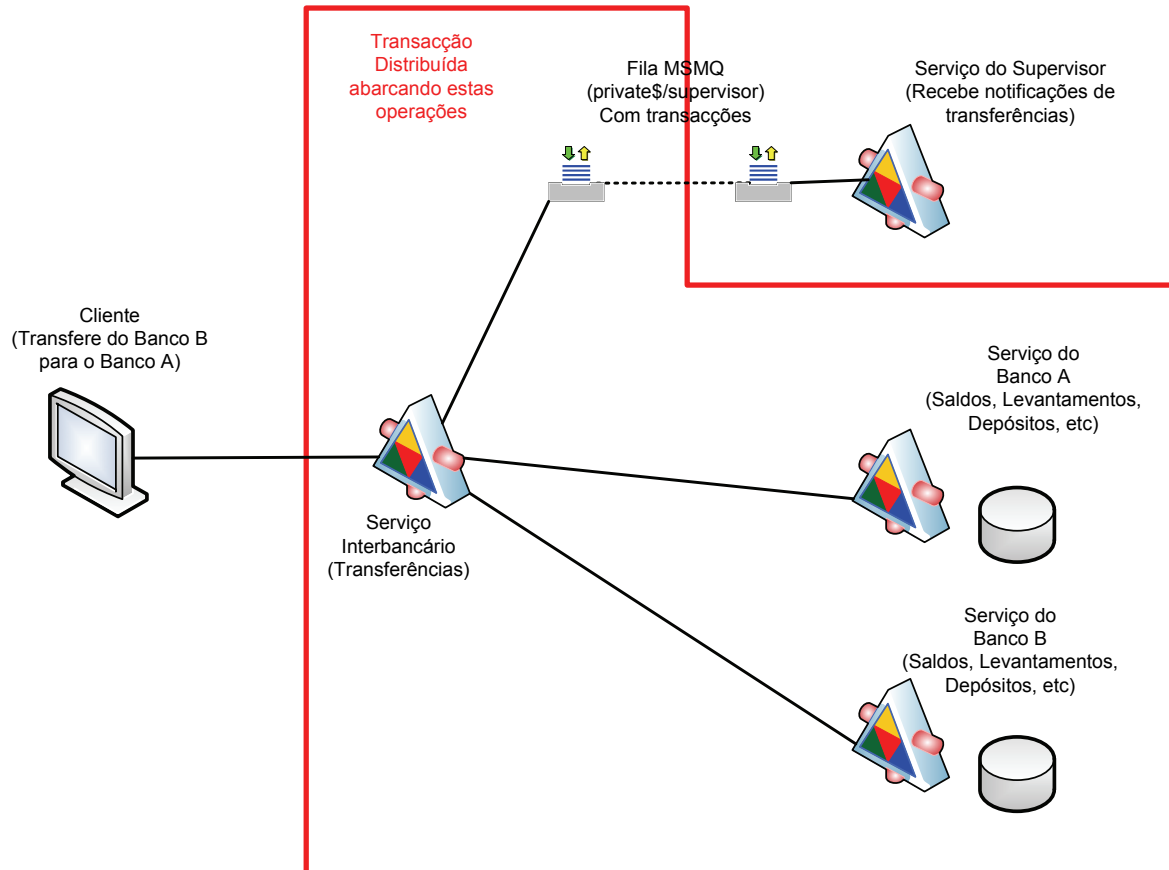 Transacção
Distribuída
abarcando estas
operações
Fila MSMQ
(private$/supervisor)
Com transacções
Serviço do Supervisor
(Recebe notificações de
transferências)
Cliente
(Transfere do Banco B
para o Banco A)
Serviço
Interbancário
(Transferências)
Serviço do
Banco A
(Saldos, Levantamentos,
Depósitos, etc)
Serviço do
Banco B
(Saldos, Levantamentos,
Depósitos, etc)